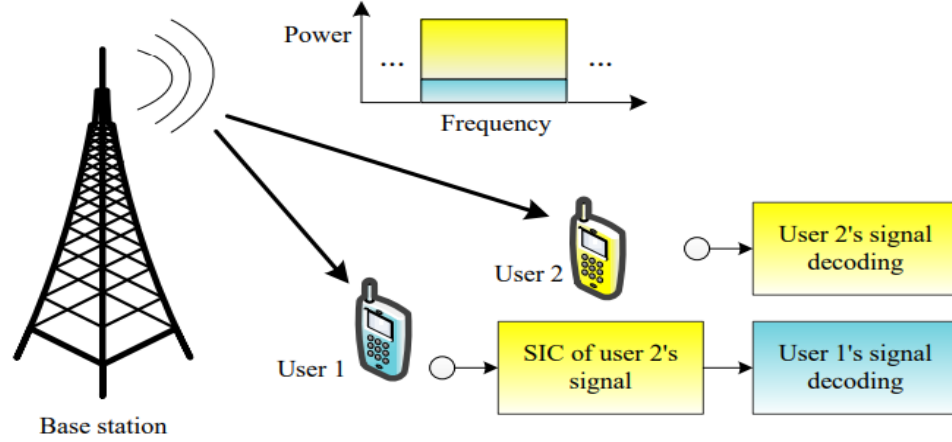 Power
... ...
Frequency
User 2
User 2's signal
decoding
User 1
SIC of user 2's
signal
User 1's signal
decoding
Base station